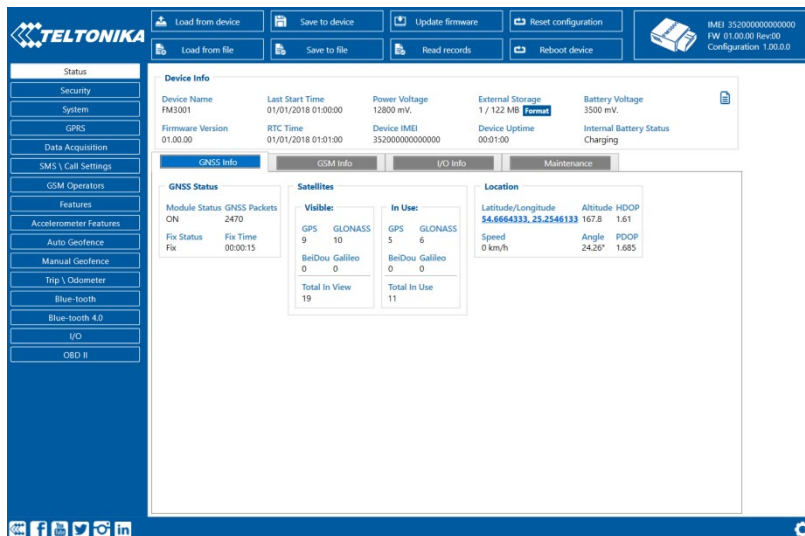 TELTONIKA
Load from device
Save to device
Update firmware
Reset configuration
Load from file
Save to file
Read records
Reboot device
IMEI 352000000000000
FW 01.00.00 Rev:00
Configuration 1.00.0.0
Status
Security
System
GPRS
Data Acquisition
SMS \ Call Settings
GSM Operators
Features
Accelerometer Features
Auto Geofence
Manual Geofence
Trip \ Odometer
Blue-tooth
Blue-tooth 4.0
I/O
OBD II
Device Info
Device Name Last Start Time Power Voltage External Storage Battery Voltage
FM3001 01/01/2018 01:00:00 12800 mV. 1 / 122 MB Format 3500 mV.
Firmware Version RTC Time Device IMEI Device Uptime Internal Battery Status
01.00.00 01/01/2018 01:01:00 352000000000000 00:01:00 Charging
GNSS Info GSM Info I/O Info Maintenance
GNSS Status
Module Status GNSS Packets
ON 2470
Fix Status Fix Time
Fix 00:00:15
Satellites
Visible:
GPS GLONASS
9 10
BeiDou Galileo
0 0
Total In View
19
In Use:
GPS GLONASS
5 6
BeiDou Galileo
0 0
Total In Use
11
Location
Latitude/Longitude Altitude HDOP
54.6664333, 25.2546133 167.8 1.61
Speed Angle PDOP
0 km/h 24.26° 1.685